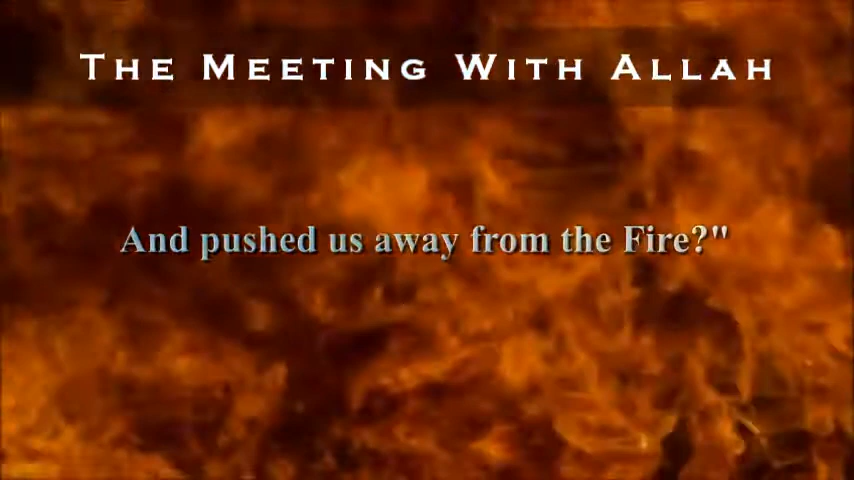 The Meeting With Allah
And pushed us away from the Fire?"